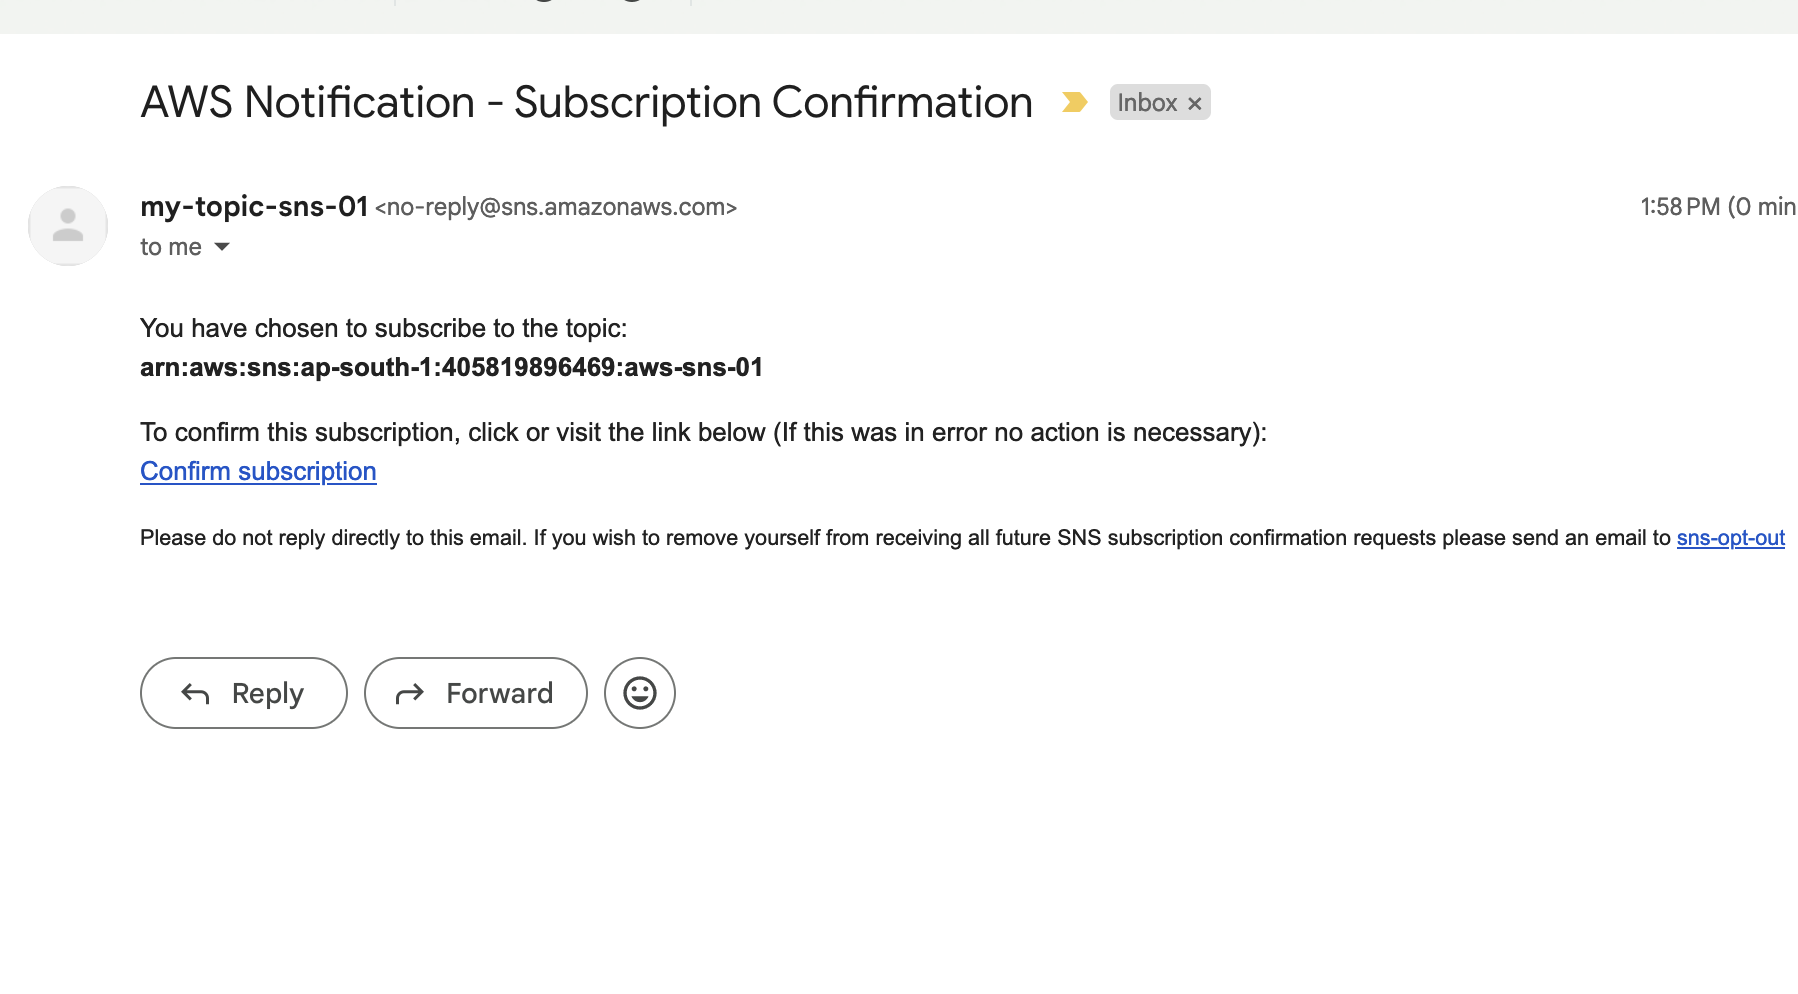 AWS Notification - Subscription Confirmation Inbox ×
my-topic-sns-01 <no-reply@sns.amazonaws.com> 1:58 PM (0 min
to me
You have chosen to subscribe to the topic:
arn:aws:sns:ap-south-1:405819896469:aws-sns-01
To confirm this subscription, click or visit the link below (If this was in error no action is necessary):
Confirm subscription
Please do not reply directly to this email. If you wish to remove yourself from receiving all future SNS subscription confirmation requests please send an email to sns-opt-out
Reply Forward